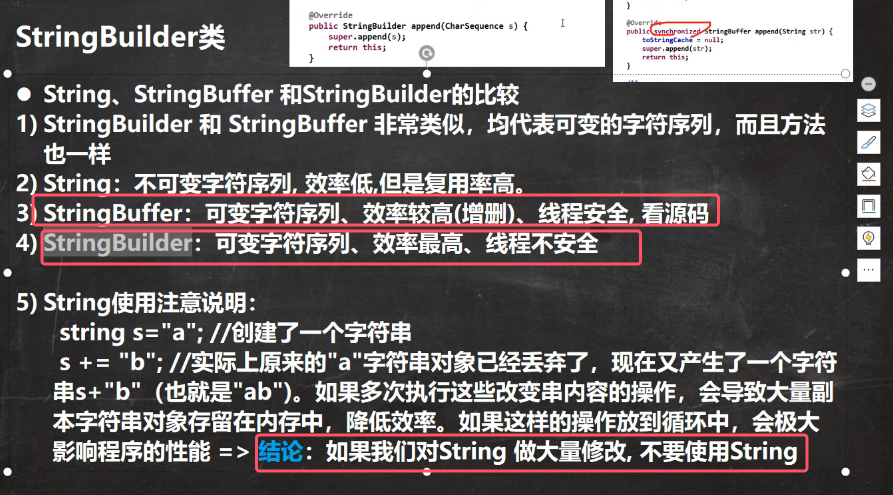 StringBuilder类
@Override
public StringBuilder append(CharSequence s) {
super.append(s);
return this;
}
}
@Override
public synchronized StringBuffer append(String str) {
toStringCache = null;
super.append(str);
return this;
}
● String、StringBuffer 和StringBuilder的比较
1) StringBuilder 和 StringBuffer 非常类似，均代表可变的字符序列，而且方法
也一样
2) String：不可变字符序列, 效率低,但是复用率高。
3) StringBuffer：可变字符序列、效率较高(增删)、线程安全, 看源码
4) StringBuilder：可变字符序列、效率最高、线程不安全
5) String使用注意说明：
string s="a"; //创建了一个字符串
s += "b"; //实际上原来的"a"字符串对象已经丢弃了，现在又产生了一个字符
串s+"b"（也就是"ab")。如果多次执行这些改变串内容的操作，会导致大量副
本字符串对象存留在内存中，降低效率。如果这样的操作放到循环中，会极大
影响程序的性能 => 结论：如果我们对String 做大量修改, 不要使用String